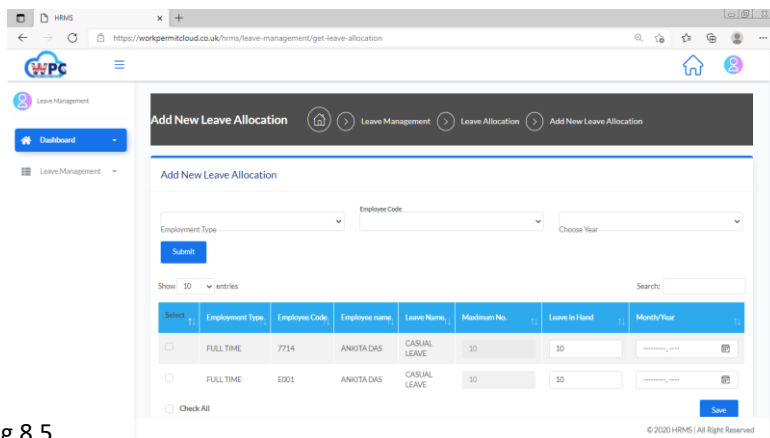 HRMS
https://workpermitcloud.co.uk/hrms/leave-management/get-leave-allocation
WPC
Leave Management
Dashboard
Leave Management
Add New Leave Allocation Leave Management Leave Allocation Add New Leave Allocation
Add New Leave Allocation
Employee Code
Employment Type Choose Year
Submit
Show 10 entries Search:
Select Employment Type Employee Code Employee name Leave Name Maximum No. Leave in Hand Month/Year
FULL TIME 7714 ANKITA DAS CASUAL LEAVE 10 10 ---------, ----
FULL TIME E001 ANKITA DAS CASUAL LEAVE 10 10 ---------, ----
Check All Save
© 2020 HRMS | All Right Reserved
g 8.5